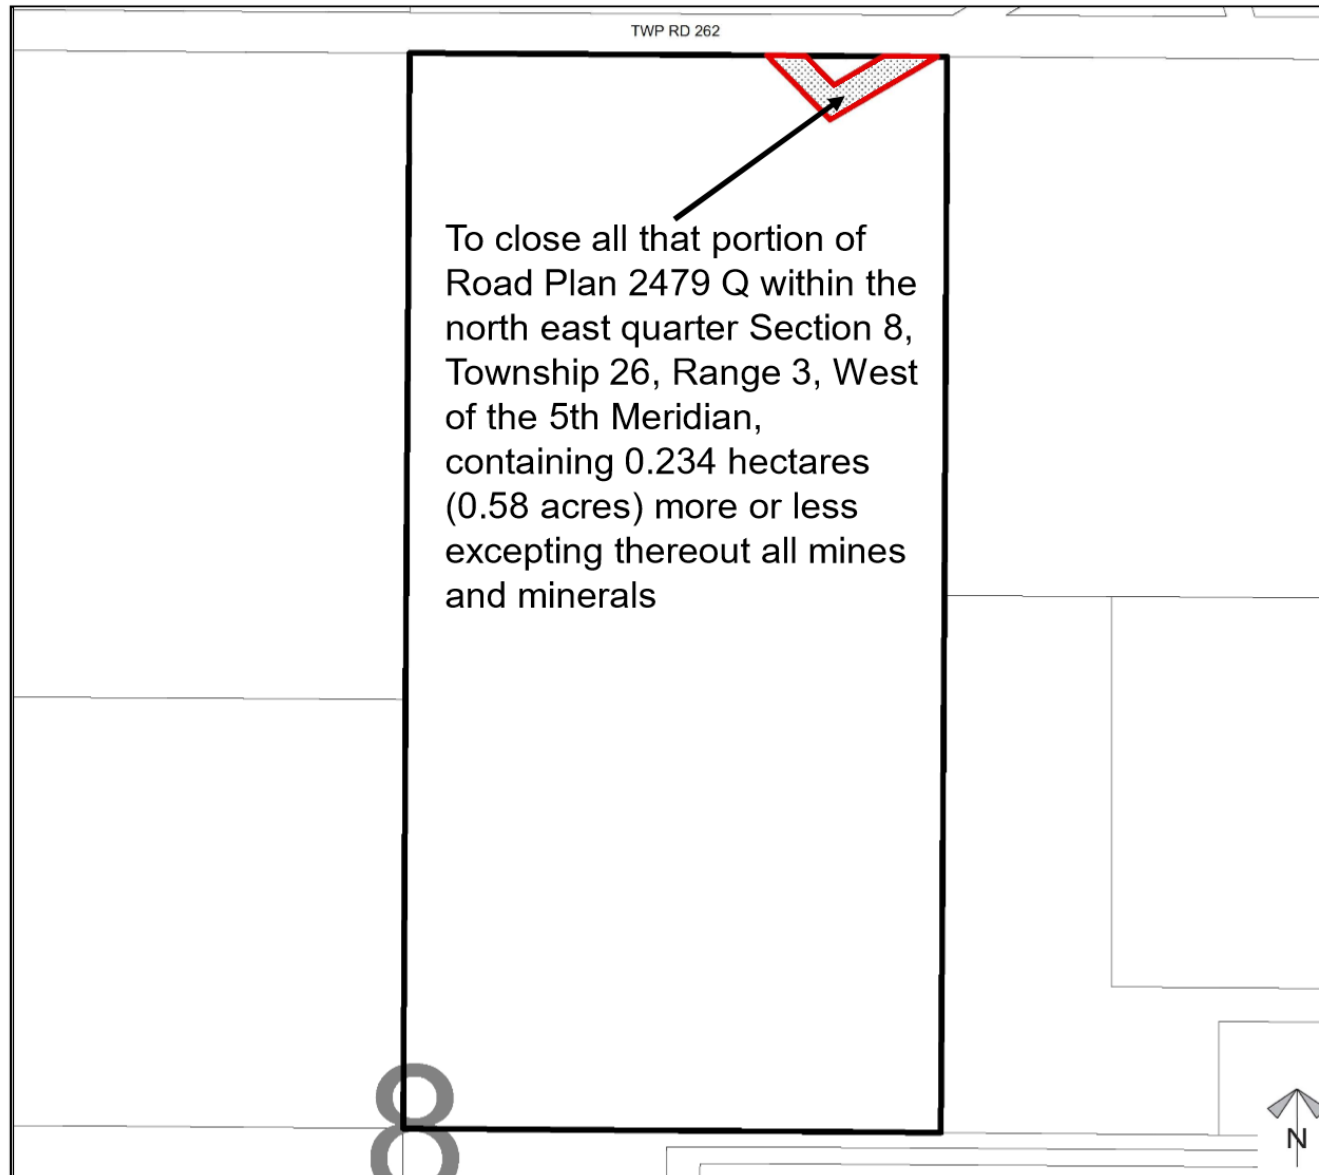 TWP RD 262
To close all that portion of
Road Plan 2479 Q within the
north east quarter Section 8,
Township 26, Range 3, West
of the 5th Meridian,
containing 0.234 hectares
(0.58 acres) more or less
excepting thereout all mines
and minerals
8
N